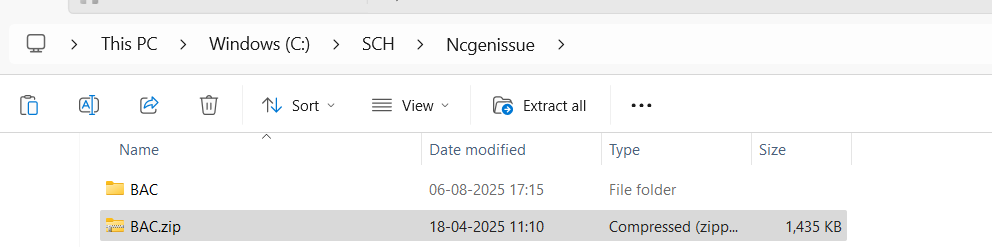 This PC > Windows (C:) > SCH > Ncgenissue >
Sort View Extract all ...
Name Date modified Type Size
BAC 06-08-2025 17:15 File folder
BAC.zip 18-04-2025 11:10 Compressed (zipp... 1,435 KB